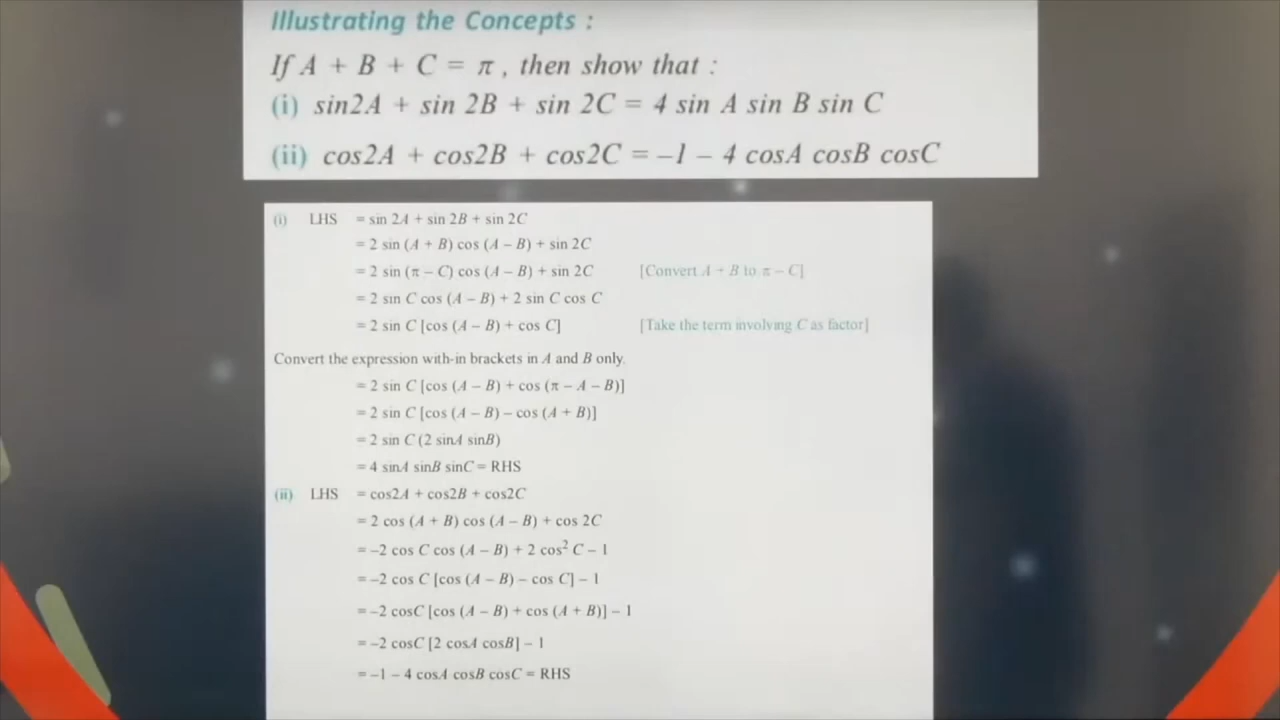 Illustrating the Concepts :
If A + B + C = π , then show that :
(i) sin2A + sin 2B + sin 2C = 4 sin A sin B sin C
(ii) cos2A + cos2B + cos2C = –1 – 4 cosA cosB cosC
(i) LHS = sin 2A + sin 2B + sin 2C
= 2 sin (A + B) cos (A – B) + sin 2C
= 2 sin (π – C) cos (A – B) + sin 2C [Convert A + B to π – C]
= 2 sin C cos (A – B) + 2 sin C cos C
= 2 sin C [cos (A – B) + cos C] [Take the term involving C as factor]
Convert the expression with-in brackets in A and B only.
= 2 sin C [cos (A – B) + cos (π – A – B)]
= 2 sin C [cos (A – B) – cos (A + B)]
= 2 sin C (2 sinA sinB)
= 4 sinA sinB sinC = RHS
(ii) LHS = cos2A + cos2B + cos2C
= 2 cos (A + B) cos (A – B) + cos 2C
= –2 cos C cos (A – B) + 2 cos² C – 1
= –2 cos C [cos (A – B) – cos C] – 1
= –2 cosC [cos (A – B) + cos (A + B)] – 1
= –2 cosC [2 cosA cosB] – 1
= –1 – 4 cosA cosB cosC = RHS